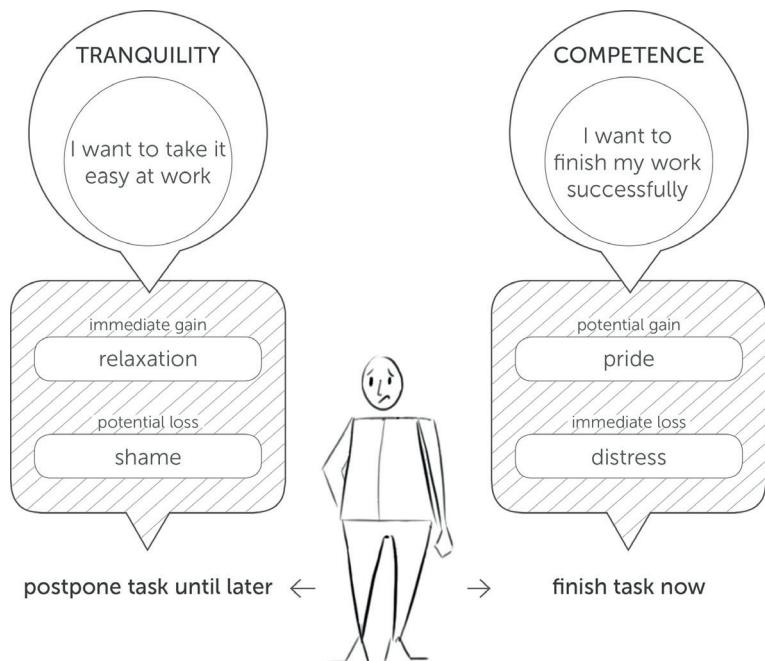 TRANQUILITY
I want to take it
easy at work
immediate gain
relaxation
potential loss
shame
postpone task until later
COMPETENCE
I want to
finish my work
successfully
potential gain
pride
immediate loss
distress
finish task now